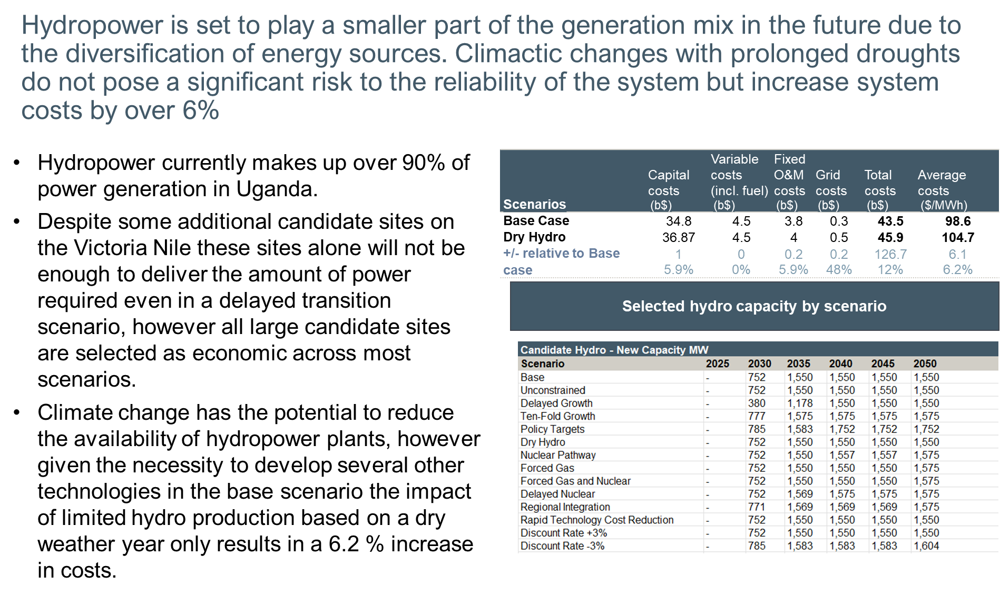 Hydropower is set to play a smaller part of the generation mix in the future due to
the diversification of energy sources. Climactic changes with prolonged droughts
do not pose a significant risk to the reliability of the system but increase system
costs by over 6%
• Hydropower currently makes up over 90% of
power generation in Uganda.
• Despite some additional candidate sites on
the Victoria Nile these sites alone will not be
enough to deliver the amount of power
required even in a delayed transition
scenario, however all large candidate sites
are selected as economic across most
scenarios.
• Climate change has the potential to reduce
the availability of hydropower plants, however
given the necessity to develop several other
technologies in the base scenario the impact
of limited hydro production based on a dry
weather year only results in a 6.2 % increase
in costs.
Scenarios Capital costs (b$) Variable costs (incl. fuel) (b$) Fixed O&M costs (b$) Grid costs (b$) Total costs (b$) Average costs ($/MWh)
Base Case 34.8 4.5 3.8 0.3 43.5 98.6
Dry Hydro 36.87 4.5 4 0.5 45.9 104.7
+/- relative to Base 1 0 0.2 0.2 126.7 6.1
case 5.9% 0% 5.9% 48% 12% 6.2%
Selected hydro capacity by scenario
Candidate Hydro - New Capacity MW
Scenario 2025 2030 2035 2040 2045 2050
Base - 752 1,550 1,550 1,550 1,550
Unconstrained - 752 1,550 1,550 1,550 1,550
Delayed Growth - 380 1,178 1,550 1,550 1,550
Ten-Fold Growth - 777 1,575 1,575 1,575 1,575
Policy Targets - 785 1,583 1,752 1,752 1,752
Dry Hydro - 752 1,550 1,550 1,550 1,550
Nuclear Pathway - 752 1,550 1,557 1,557 1,575
Forced Gas - 752 1,550 1,550 1,550 1,575
Forced Gas and Nuclear - 752 1,550 1,550 1,550 1,575
Delayed Nuclear - 752 1,569 1,575 1,575 1,575
Regional Integration - 771 1,569 1,569 1,569 1,575
Rapid Technology Cost Reduction - 752 1,550 1,550 1,550 1,550
Discount Rate +3% - 752 1,550 1,550 1,550 1,550
Discount Rate -3% - 785 1,583 1,583 1,583 1,604